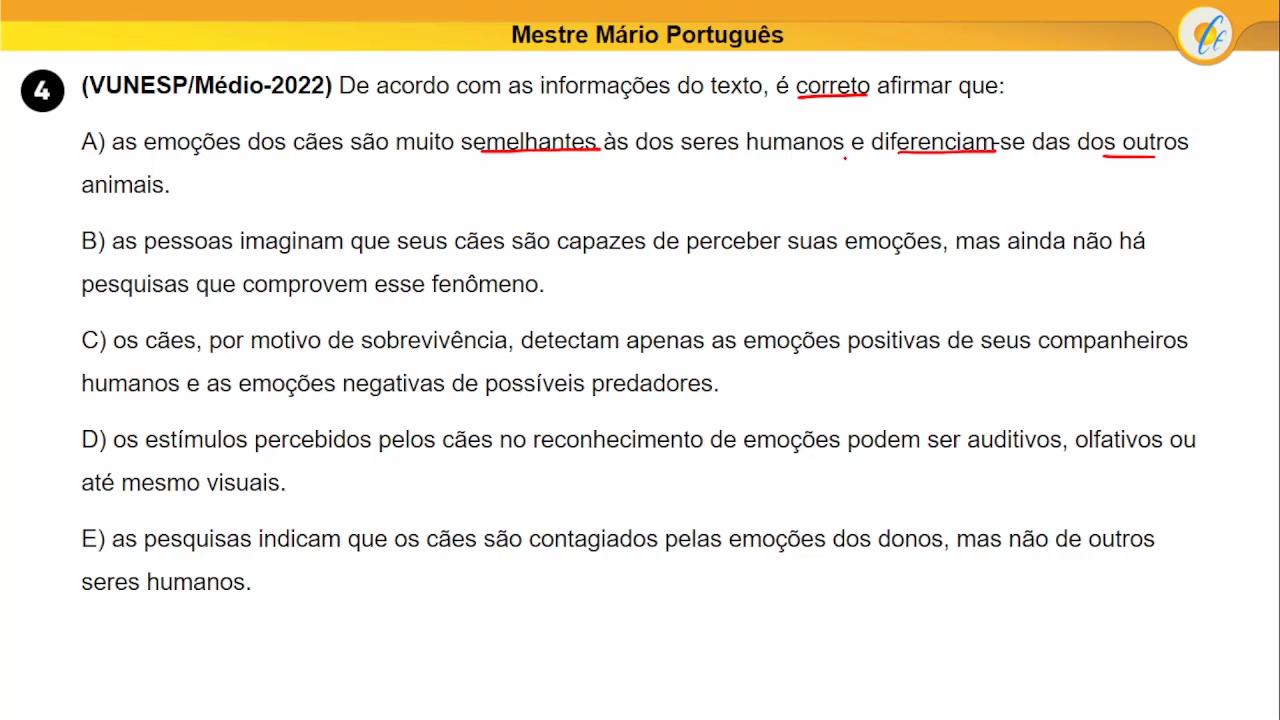 Mestre Mário Português
4 (VUNESP/Médio-2022) De acordo com as informações do texto, é correto afirmar que:
A) as emoções dos cães são muito semelhantes às dos seres humanos e diferenciam-se das dos outros
animais.
B) as pessoas imaginam que seus cães são capazes de perceber suas emoções, mas ainda não há
pesquisas que comprovem esse fenômeno.
C) os cães, por motivo de sobrevivência, detectam apenas as emoções positivas de seus companheiros
humanos e as emoções negativas de possíveis predadores.
D) os estímulos percebidos pelos cães no reconhecimento de emoções podem ser auditivos, olfativos ou
até mesmo visuais.
E) as pesquisas indicam que os cães são contagiados pelas emoções dos donos, mas não de outros
seres humanos.